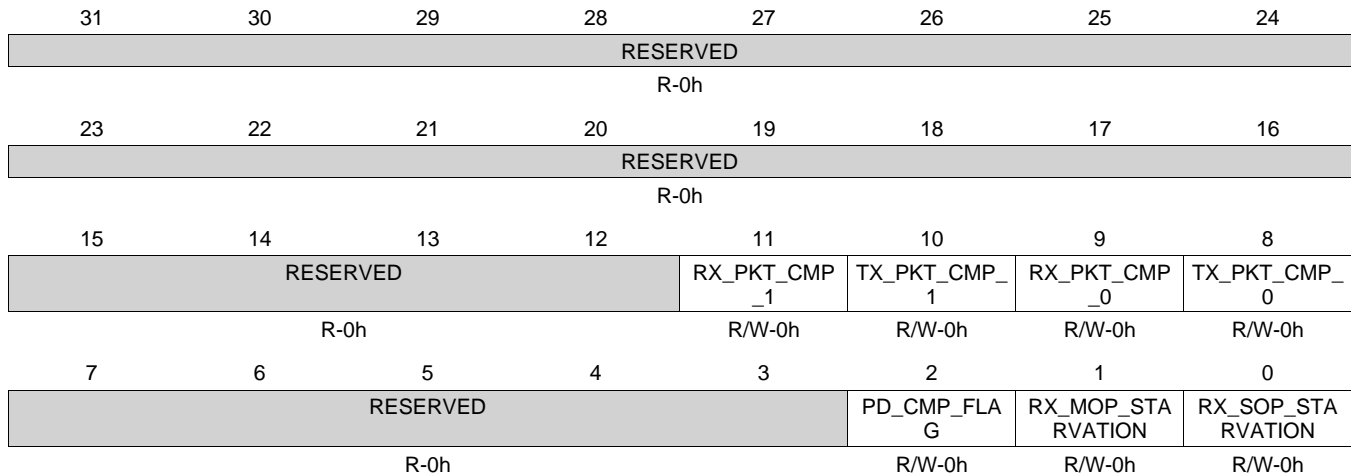 31 30 29 28 27 26 25 24
RESERVED
R-0h
23 22 21 20 19 18 17 16
RESERVED
R-0h
15 14 13 12 11 10 9 8
RESERVED RX_PKT_CMP TX_PKT_CMP_ RX_PKT_CMP TX_PKT_CMP_
_1 1 _0 0
R-0h R/W-0h R/W-0h R/W-0h R/W-0h
7 6 5 4 3 2 1 0
RESERVED PD_CMP_FLA RX_MOP_STA RX_SOP_STA
G RVATION RVATION
R-0h R/W-0h R/W-0h R/W-0h